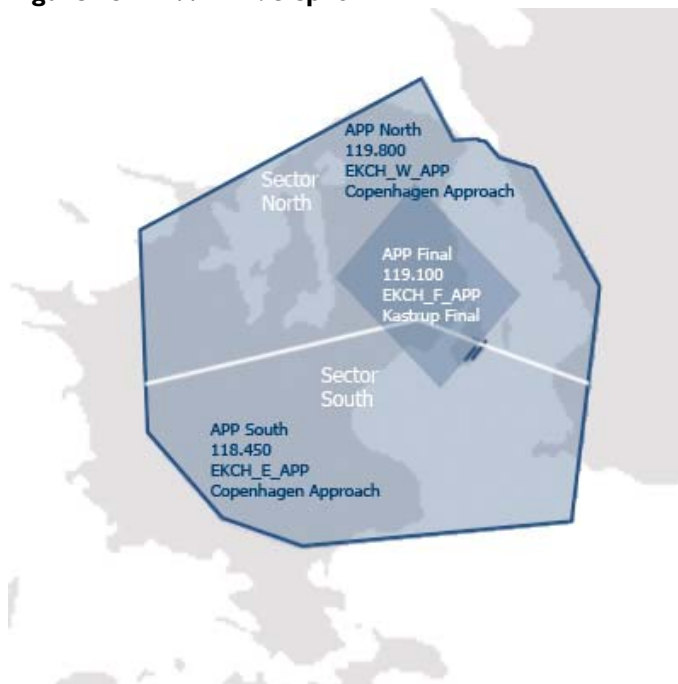 APP North
119.800
EKCH_W_APP
Copenhagen Approach
Sector
North
APP Final
119.100
EKCH_F_APP
Kastrup Final
Sector
South
APP South
118.450
EKCH_E_APP
Copenhagen Approach